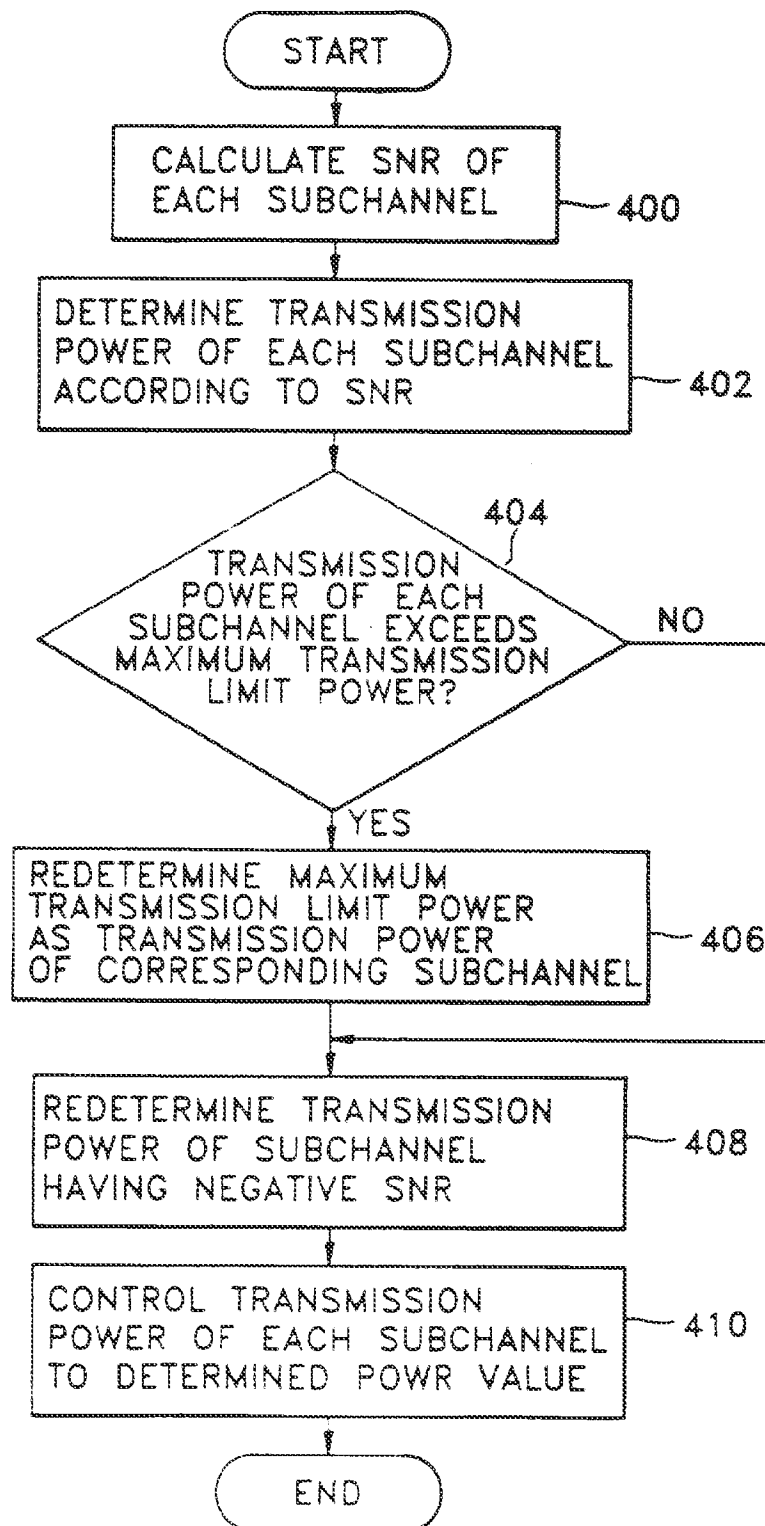 START
CALCULATE SNR OF
EACH SUBCHANNEL
400
DETERMINE TRANSMISSION
POWER OF EACH SUBCHANNEL
ACCORDING TO SNR
402
404
TRANSMISSION
POWER OF EACH
SUBCHANNEL EXCEEDS
MAXIMUM TRANSMISSION
LIMIT POWER?
NO
YES
REDETERMINE MAXIMUM
TRANSMISSION LIMIT POWER
AS TRANSMISSION POWER
OF CORRESPONDING SUBCHANNEL
406
REDETERMINE TRANSMISSION
POWER OF SUBCHANNEL
HAVING NEGATIVE SNR
408
CONTROL TRANSMISSION
POWER OF EACH SUBCHANNEL
TO DETERMINED POWR VALUE
410
END